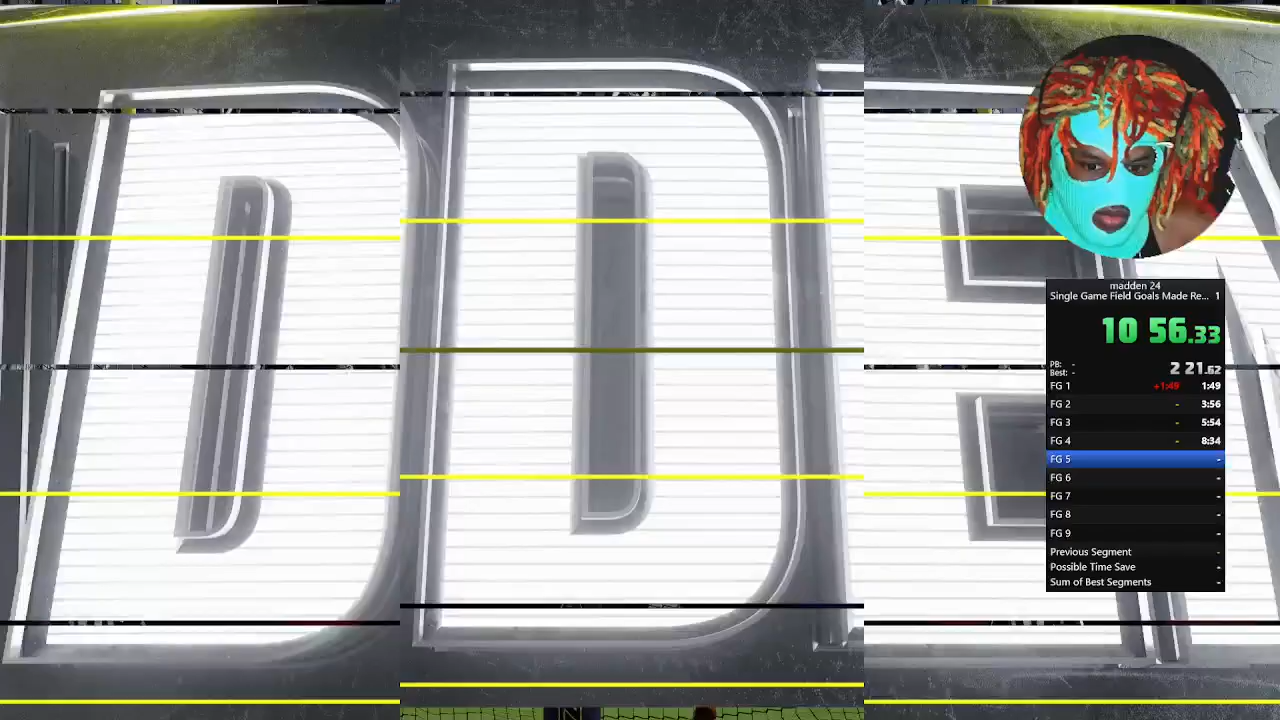 DD
madden 24
Single Game Field Goals Made Re... 1
10 56.33
PB: -
Best: -
2 21.62
FG 1 +1:49 1:49
FG 2 - 3:56
FG 3 - 5:54
FG 4 - 8:34
FG 5 -
FG 6 -
FG 7 -
FG 8 -
FG 9 -
Previous Segment -
Possible Time Save -
Sum of Best Segments -